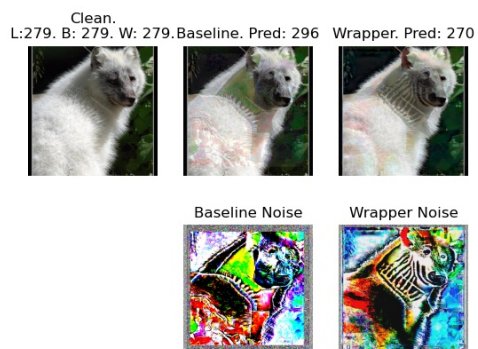 Clean.
L:279. B: 279. W: 279.
Baseline. Pred: 296
Wrapper. Pred: 270
Baseline Noise
Wrapper Noise